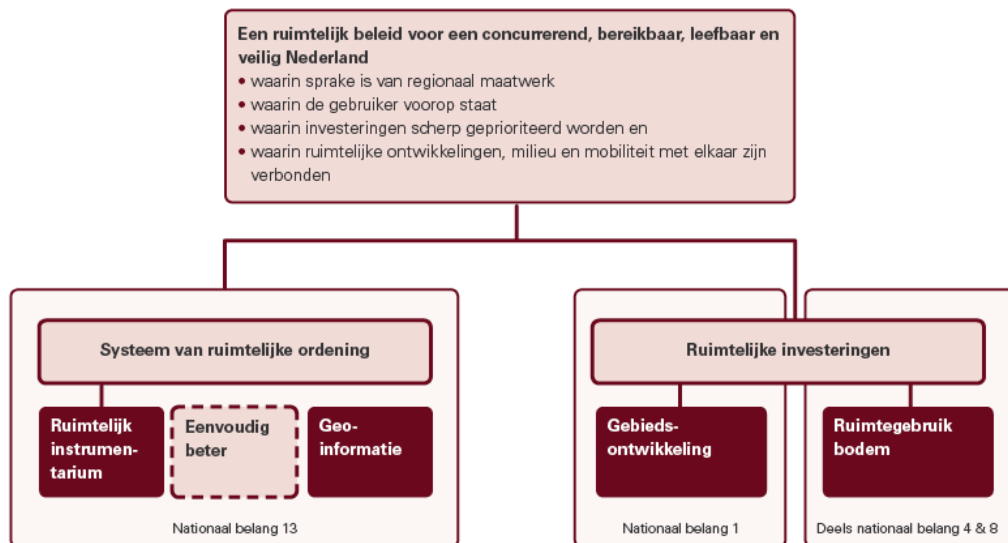 Een ruimtelijk beleid voor een concurrerend, bereikbaar, leefbaar en
veilig Nederland
• waarin sprake is van regionaal maatwerk
• waarin de gebruiker voorop staat
• waarin investeringen scherp geprioriteerd worden en
• waarin ruimtelijke ontwikkelingen, milieu en mobiliteit met elkaar zijn
verbonden
Systeem van ruimtelijke ordening
Ruimtelijk
instrumen-
tarium
Eenvoudig
beter
Geo-
informatie
Nationaal belang 13
Ruimtelijke investeringen
Gebieds-
ontwikkeling
Nationaal belang 1
Ruimtegebruik
bodem
Deels nationaal belang 4 & 8